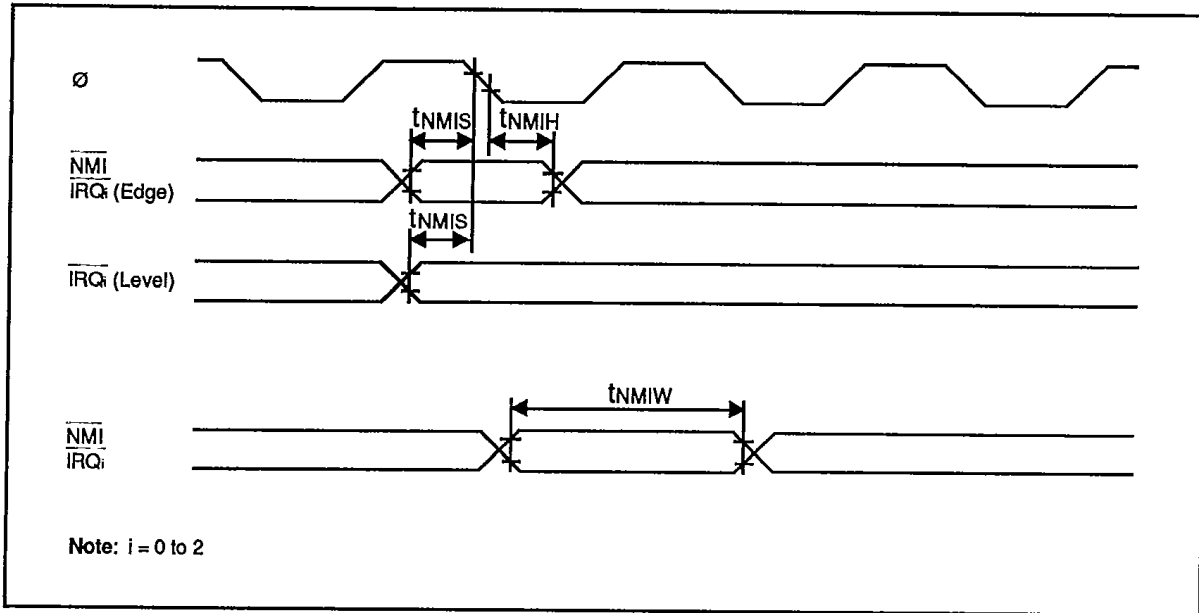 Ø
tNMIS tNMIH
NMI
IRQi (Edge)
tNMIS
IRQi (Level)
tNMIW
NMI
IRQi
Note: i = 0 to 2